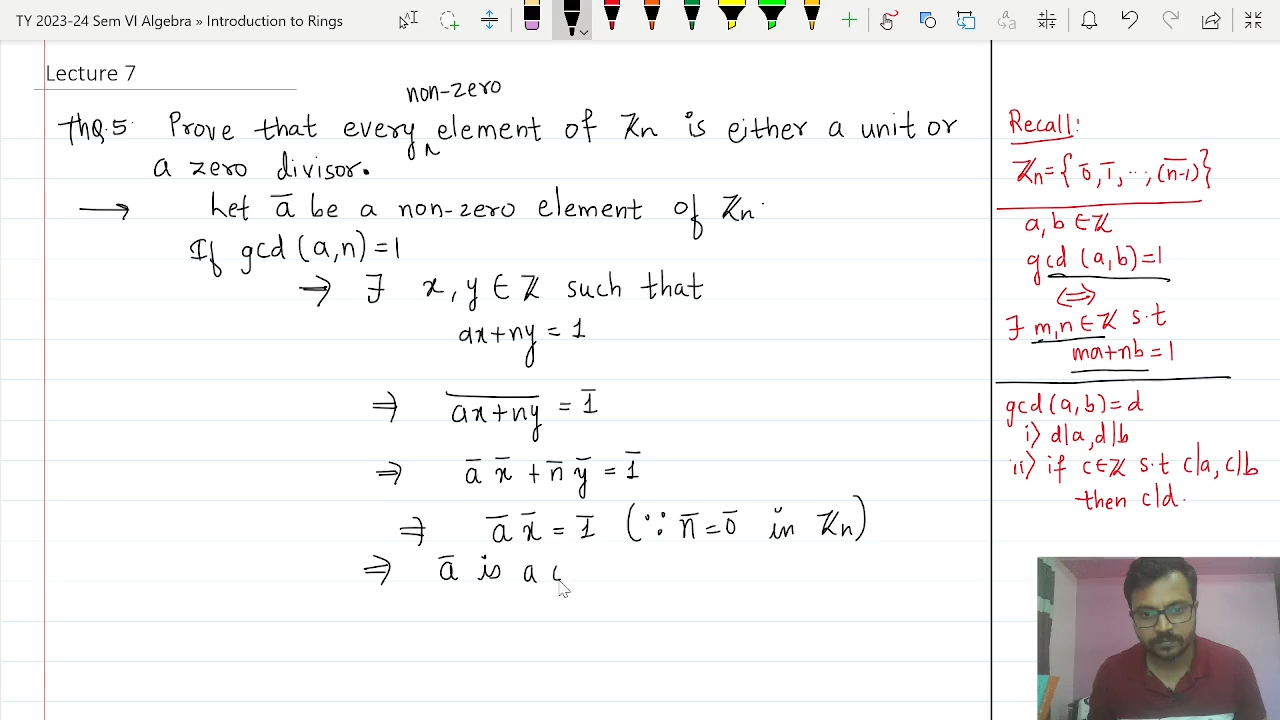 TY 2023-24 Sem VI Algebra » Introduction to Rings
Lecture 7
non-zero
Thq.5. Prove that every element of ℤn is either a unit or
a zero divisor.
→ Let a̅ be a non-zero element of ℤn.
If gcd (a,n)=1
→ ∃ x, y ∈ ℤ such that
ax+ny = 1
⇒ \overline{ax+ny} = 1̅
⇒ a̅ x̅ + n̅ y̅ = 1̅
⇒ a̅ x̅ = 1̅ (∵ n̅ = 0̅ in ℤn)
⇒ a̅ is a
Recall:
ℤn={ 0̅, 1̅, ..., (\overline{n-1})}
a, b ∈ ℤ
gcd (a, b)=1
⇔
∃ m,n ∈ ℤ s.t
ma+nb =1
gcd (a, b)=d
i) d|a, d|b
ii) if c∈ℤ s.t c|a, c|b
then c|d.